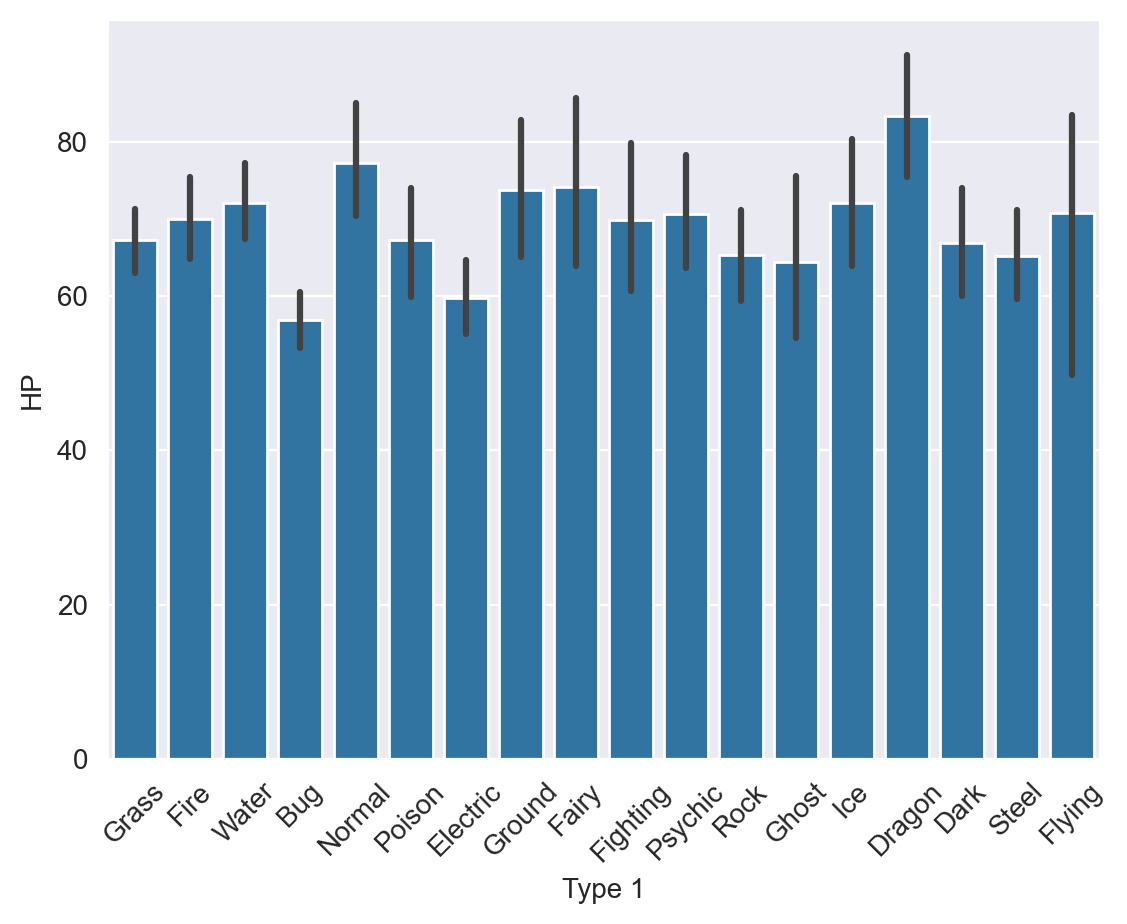 80
60
40
20
0
HP
Grass
Fire
Water
Bug
Normal
Poison
Electric
Ground
Fairy
Fighting
Psychic
Rock
Ghost
Ice
Dragon
Dark
Steel
Flying
Type 1